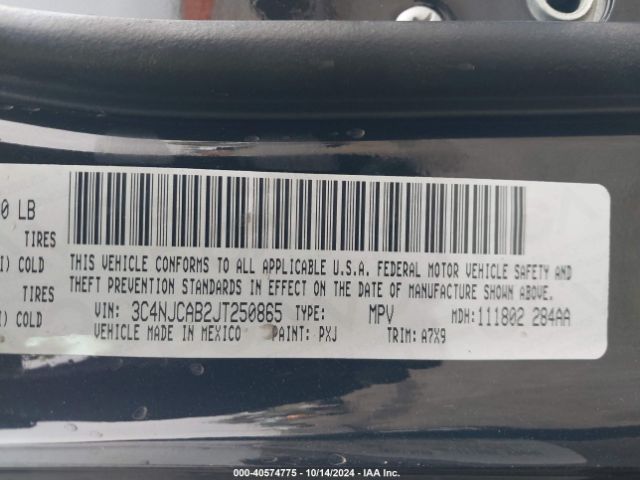 0 LB
TIRES
I) COLD
TIRES
I) COLD
THIS VEHICLE CONFORMS TO ALL APPLICABLE U.S.A. FEDERAL MOTOR VEHICLE SAFETY AND
THEFT PREVENTION STANDARDS IN EFFECT ON THE DATE OF MANUFACTURE SHOWN ABOVE.
VIN: 3C4NJCAB2JT250865 TYPE: MPV MDH:111802 284AA
VEHICLE MADE IN MEXICO PAINT: PXJ TRIM: A7X9
000-40574775 - 10/14/2024 - IAA Inc.